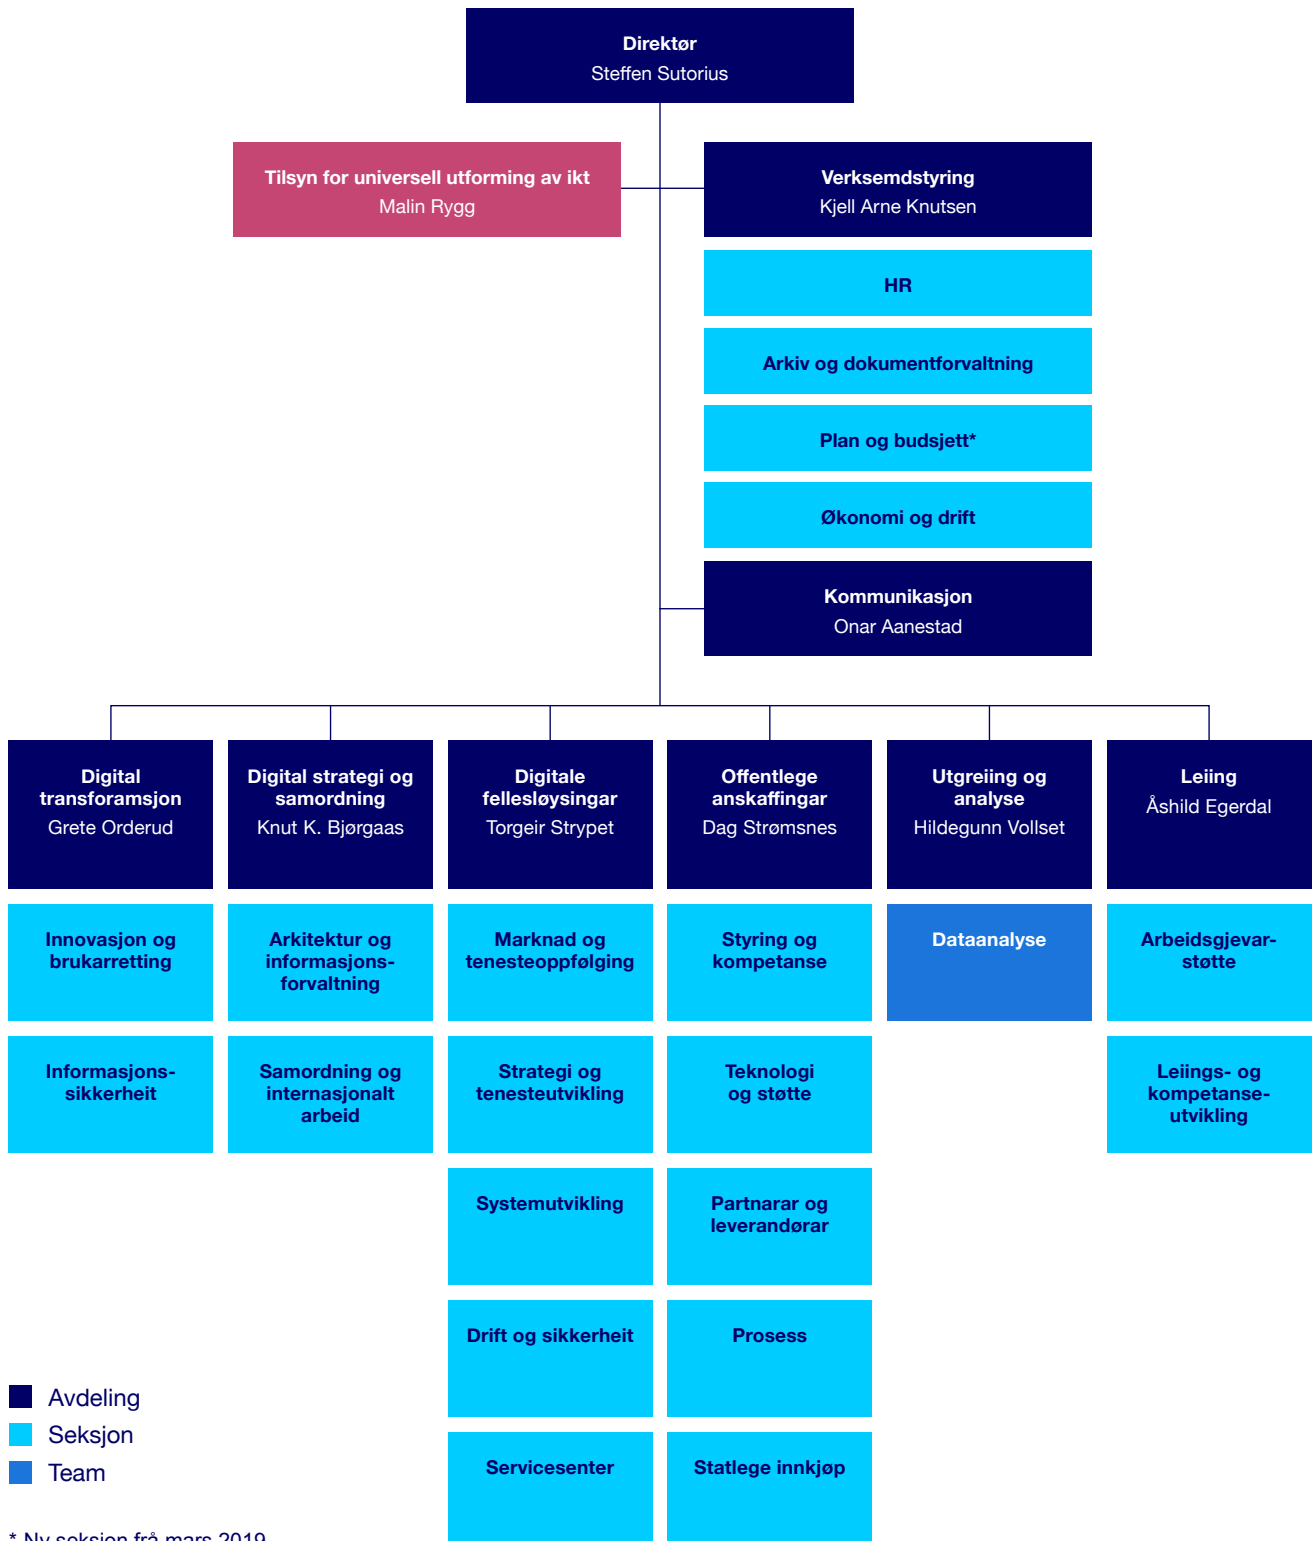 Direktør
Steffen Sutorius
Tilsyn for universell utforming av ikt
Malin Rygg
Verksemdstyring
Kjell Arne Knutsen
HR
Arkiv og dokumentforvaltning
Plan og budsjett*
Økonomi og drift
Kommunikasjon
Onar Aanestad
Digital
transforamsjon
Grete Orderud
Innovasjon og
brukarretting
Informasjons-
sikkerheit
Digital strategi og
samordning
Knut K. Bjørgaas
Arkitektur og
informasjons-
forvaltning
Samordning og
internasjonalt
arbeid
Digitale
fellesløysingar
Torgeir Strypet
Marknad og
tenesteoppfølging
Strategi og
tenesteutvikling
Systemutvikling
Drift og sikkerheit
Servicesenter
Offentlege
anskaffingar
Dag Strømsnes
Styring og
kompetanse
Teknologi
og støtte
Partnarar og
leverandørar
Prosess
Statlege innkjøp
Utgreiing og
analyse
Hildegunn Vollset
Dataanalyse
Leiing
Åshild Egerdal
Arbeidsgjevar-
støtte
Leiings- og
kompetanse-
utvikling
Avdeling
Seksjon
Team
* Ny seksjon frå mars 2019